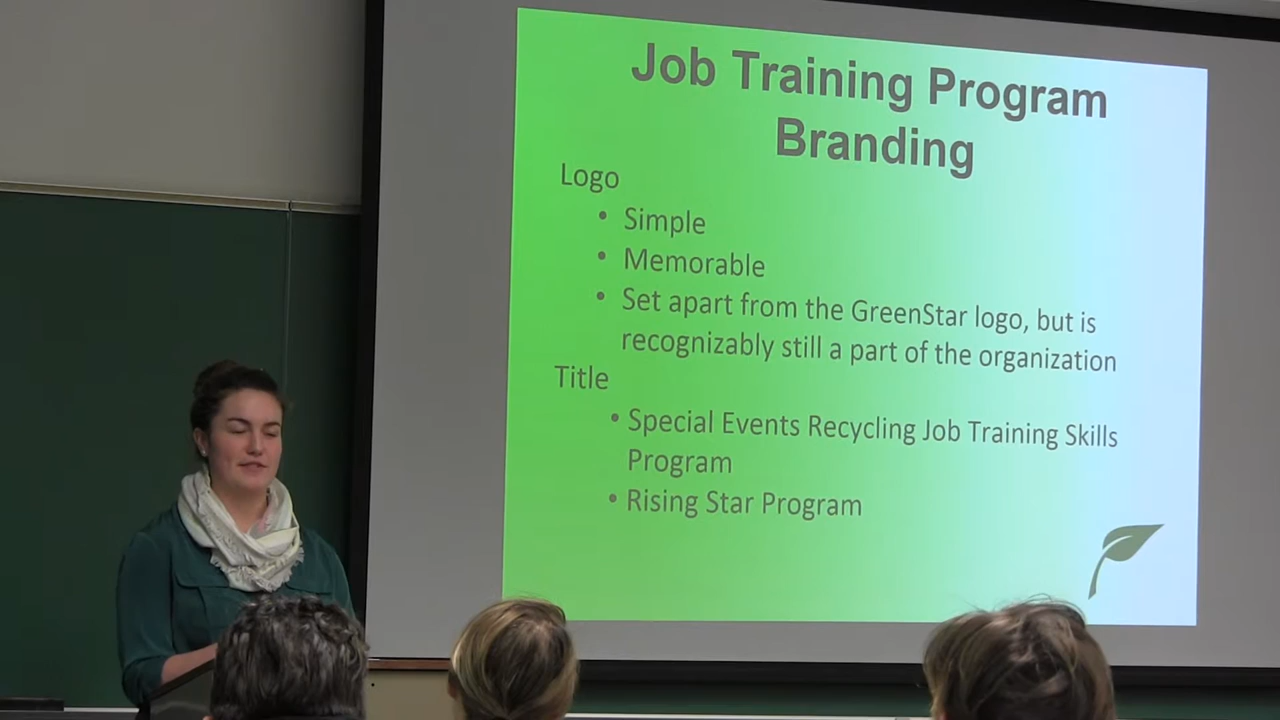 Job Training Program
Branding
Logo
• Simple
• Memorable
• Set apart from the GreenStar logo, but is
recognizably still a part of the organization
Title
• Special Events Recycling Job Training Skills
Program
• Rising Star Program